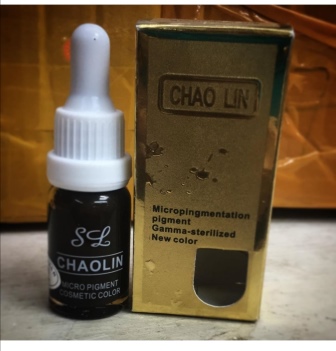 CHAO LIN
Micropingmentation
pigment
Gamma-sterilized
New color
SL
CHAOLIN
MICRO PIGMENT
COSMETIC COLOR